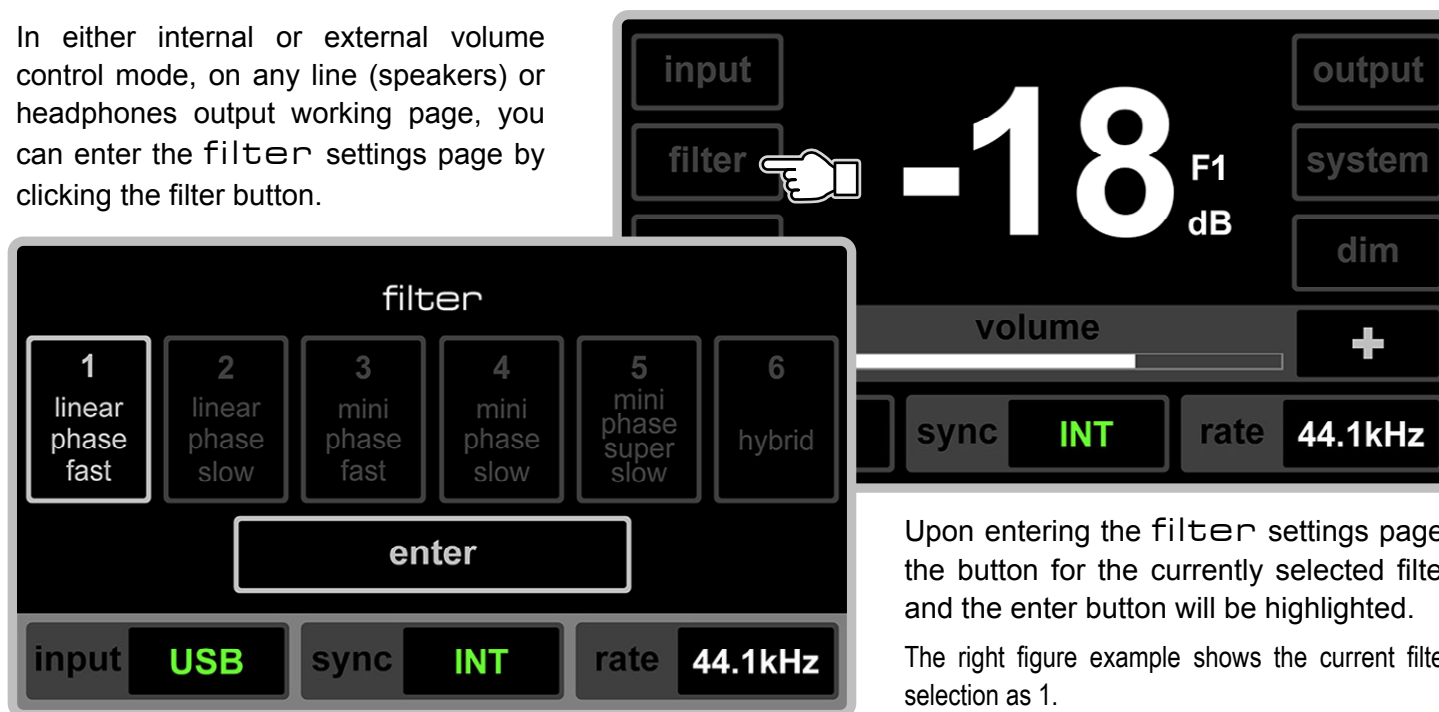 In either internal or external volume
control mode, on any line (speakers) or
headphones output working page, you
can enter the filter settings page by
clicking the filter button.
input
output
filter
-18
F1
dB
system
dim
volume
+
sync INT rate 44.1kHz
filter
1
linear
phase
fast
2
linear
phase
slow
3
mini
phase
fast
4
mini
phase
slow
5
mini
phase
super
slow
6
hybrid
enter
input USB sync INT rate 44.1kHz
Upon entering the filter settings page
the button for the currently selected filte
and the enter button will be highlighted.
The right figure example shows the current filte
selection as 1.